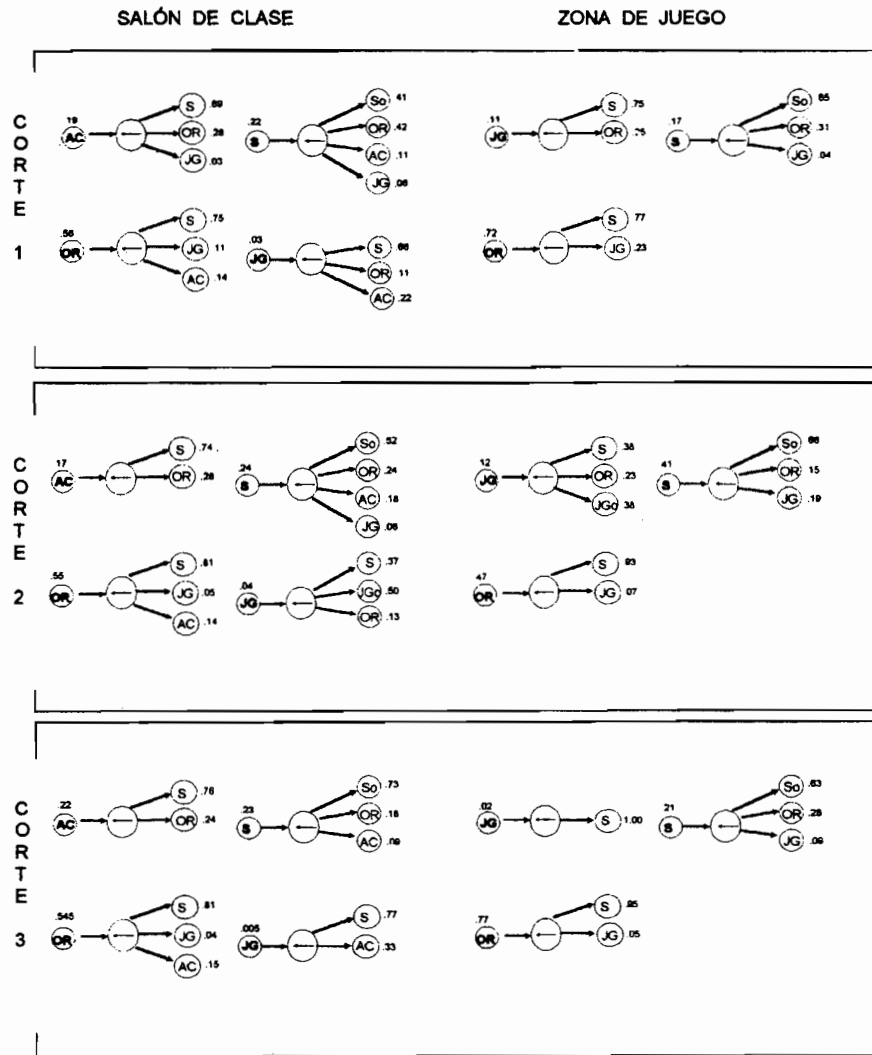 SALÓN DE CLASE ZONA DE JUEGO
CORTE 1
.19 AC S .69 OR .28 JG .03
.22 S So 41 OR .42 AC .11 JG .06
.11 JG S .75 OR .25
.17 S So .65 OR .31 JG .04
.56 OR S .75 JG 11 AC .14
.03 JG S .66 OR 11 AC .22
.72 OR S 77 JG .23
CORTE 2
17 AC S .74 OR .26
.24 S So .52 OR .24 AC .18 JG .06
.12 JG S .38 OR .23 JGo .38
41 S So .66 OR 15 JG .19
.55 OR S .81 JG .05 AC .14
.04 JG S .37 JGo .50 OR .13
47 OR S 93 JG 07
CORTE 3
.22 AC S .76 OR .24
.23 S So .73 OR .18 AC .09
.02 JG S 1.00
.21 S So .63 OR .28 JG .09
.545 OR S .81 JG .04 AC .15
.005 JG S .77 AC .33
.77 OR S .95 JG .05